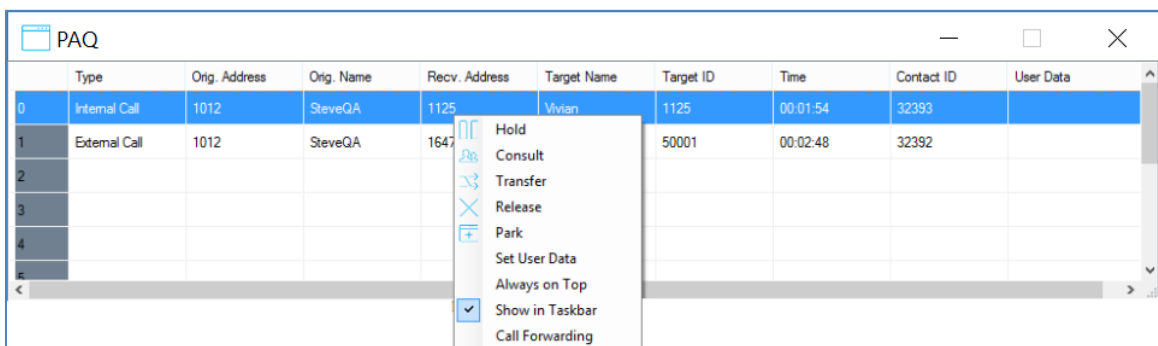 PAQ
Type Orig. Address Orig. Name Recv. Address Target Name Target ID Time Contact ID User Data
0 Internal Call 1012 SteveQA 1125 Vivian 1125 00:01:54 32393
1 External Call 1012 SteveQA 1647 50001 00:02:48 32392
2
3
4
5
Hold
Consult
Transfer
Release
Park
Set User Data
Always on Top
Show in Taskbar
Call Forwarding